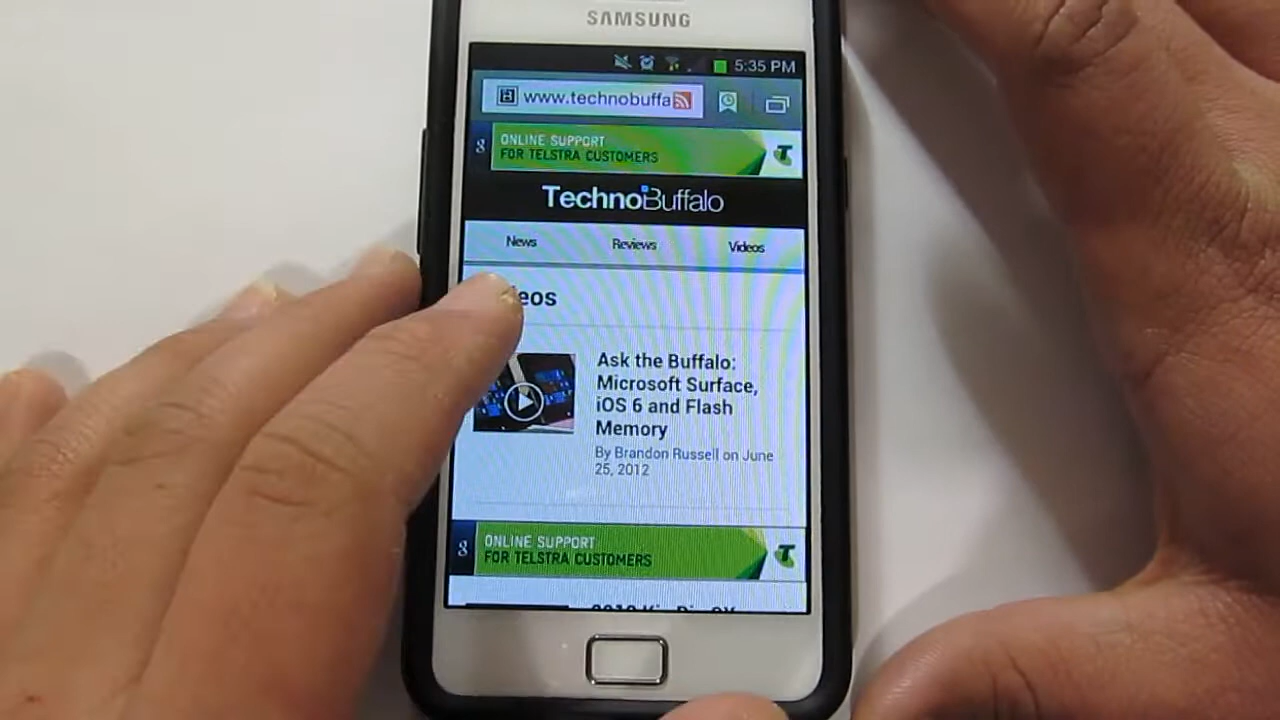 SAMSUNG
5:35 PM
www.technobuffa
8
ONLINE SUPPORT
FOR TELSTRA CUSTOMERS
T
TechnoBuffalo
News Reviews Videos
eos
Ask the Buffalo:
Microsoft Surface,
iOS 6 and Flash
Memory
By Brandon Russell on June
25, 2012
8
ONLINE SUPPORT
FOR TELSTRA CUSTOMERS
T